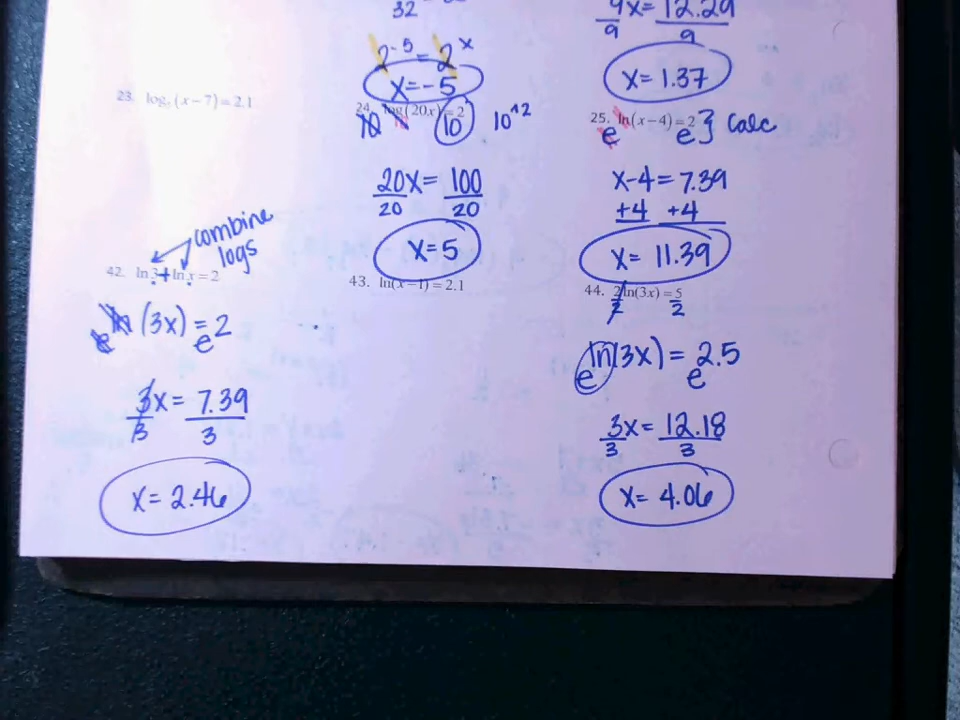 32
2⁻⁵ = 2ˣ
x = -5
9x = 12.29
9 9
x = 1.37
23. log (x-7) = 2.1
24. log(20x) = 2
10 10 10^2
20x = 100
20 20
x = 5
25. ln(x-4) = 2
e e } calc
x-4 = 7.39
+4 +4
x = 11.39
combine
logs
42. ln 3 + ln x = 2
e ln (3x) = e 2
3x = 7.39
3 3
x = 2.46
43. ln(x-1) = 2.1
44. 2 ln(3x) = 5
2 2
e ln(3x) = e 2.5
3x = 12.18
3 3
x = 4.06